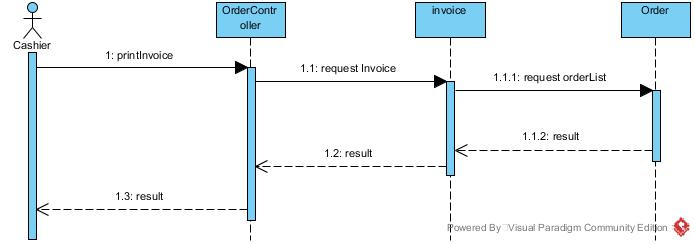 OrderContr
oller
invoice
Order
Cashier
1: printInvoice
1.1: request Invoice
1.1.1: request orderList
1.1.2: result
1.2: result
1.3: result
Powered By Visual Paradigm Community Edition